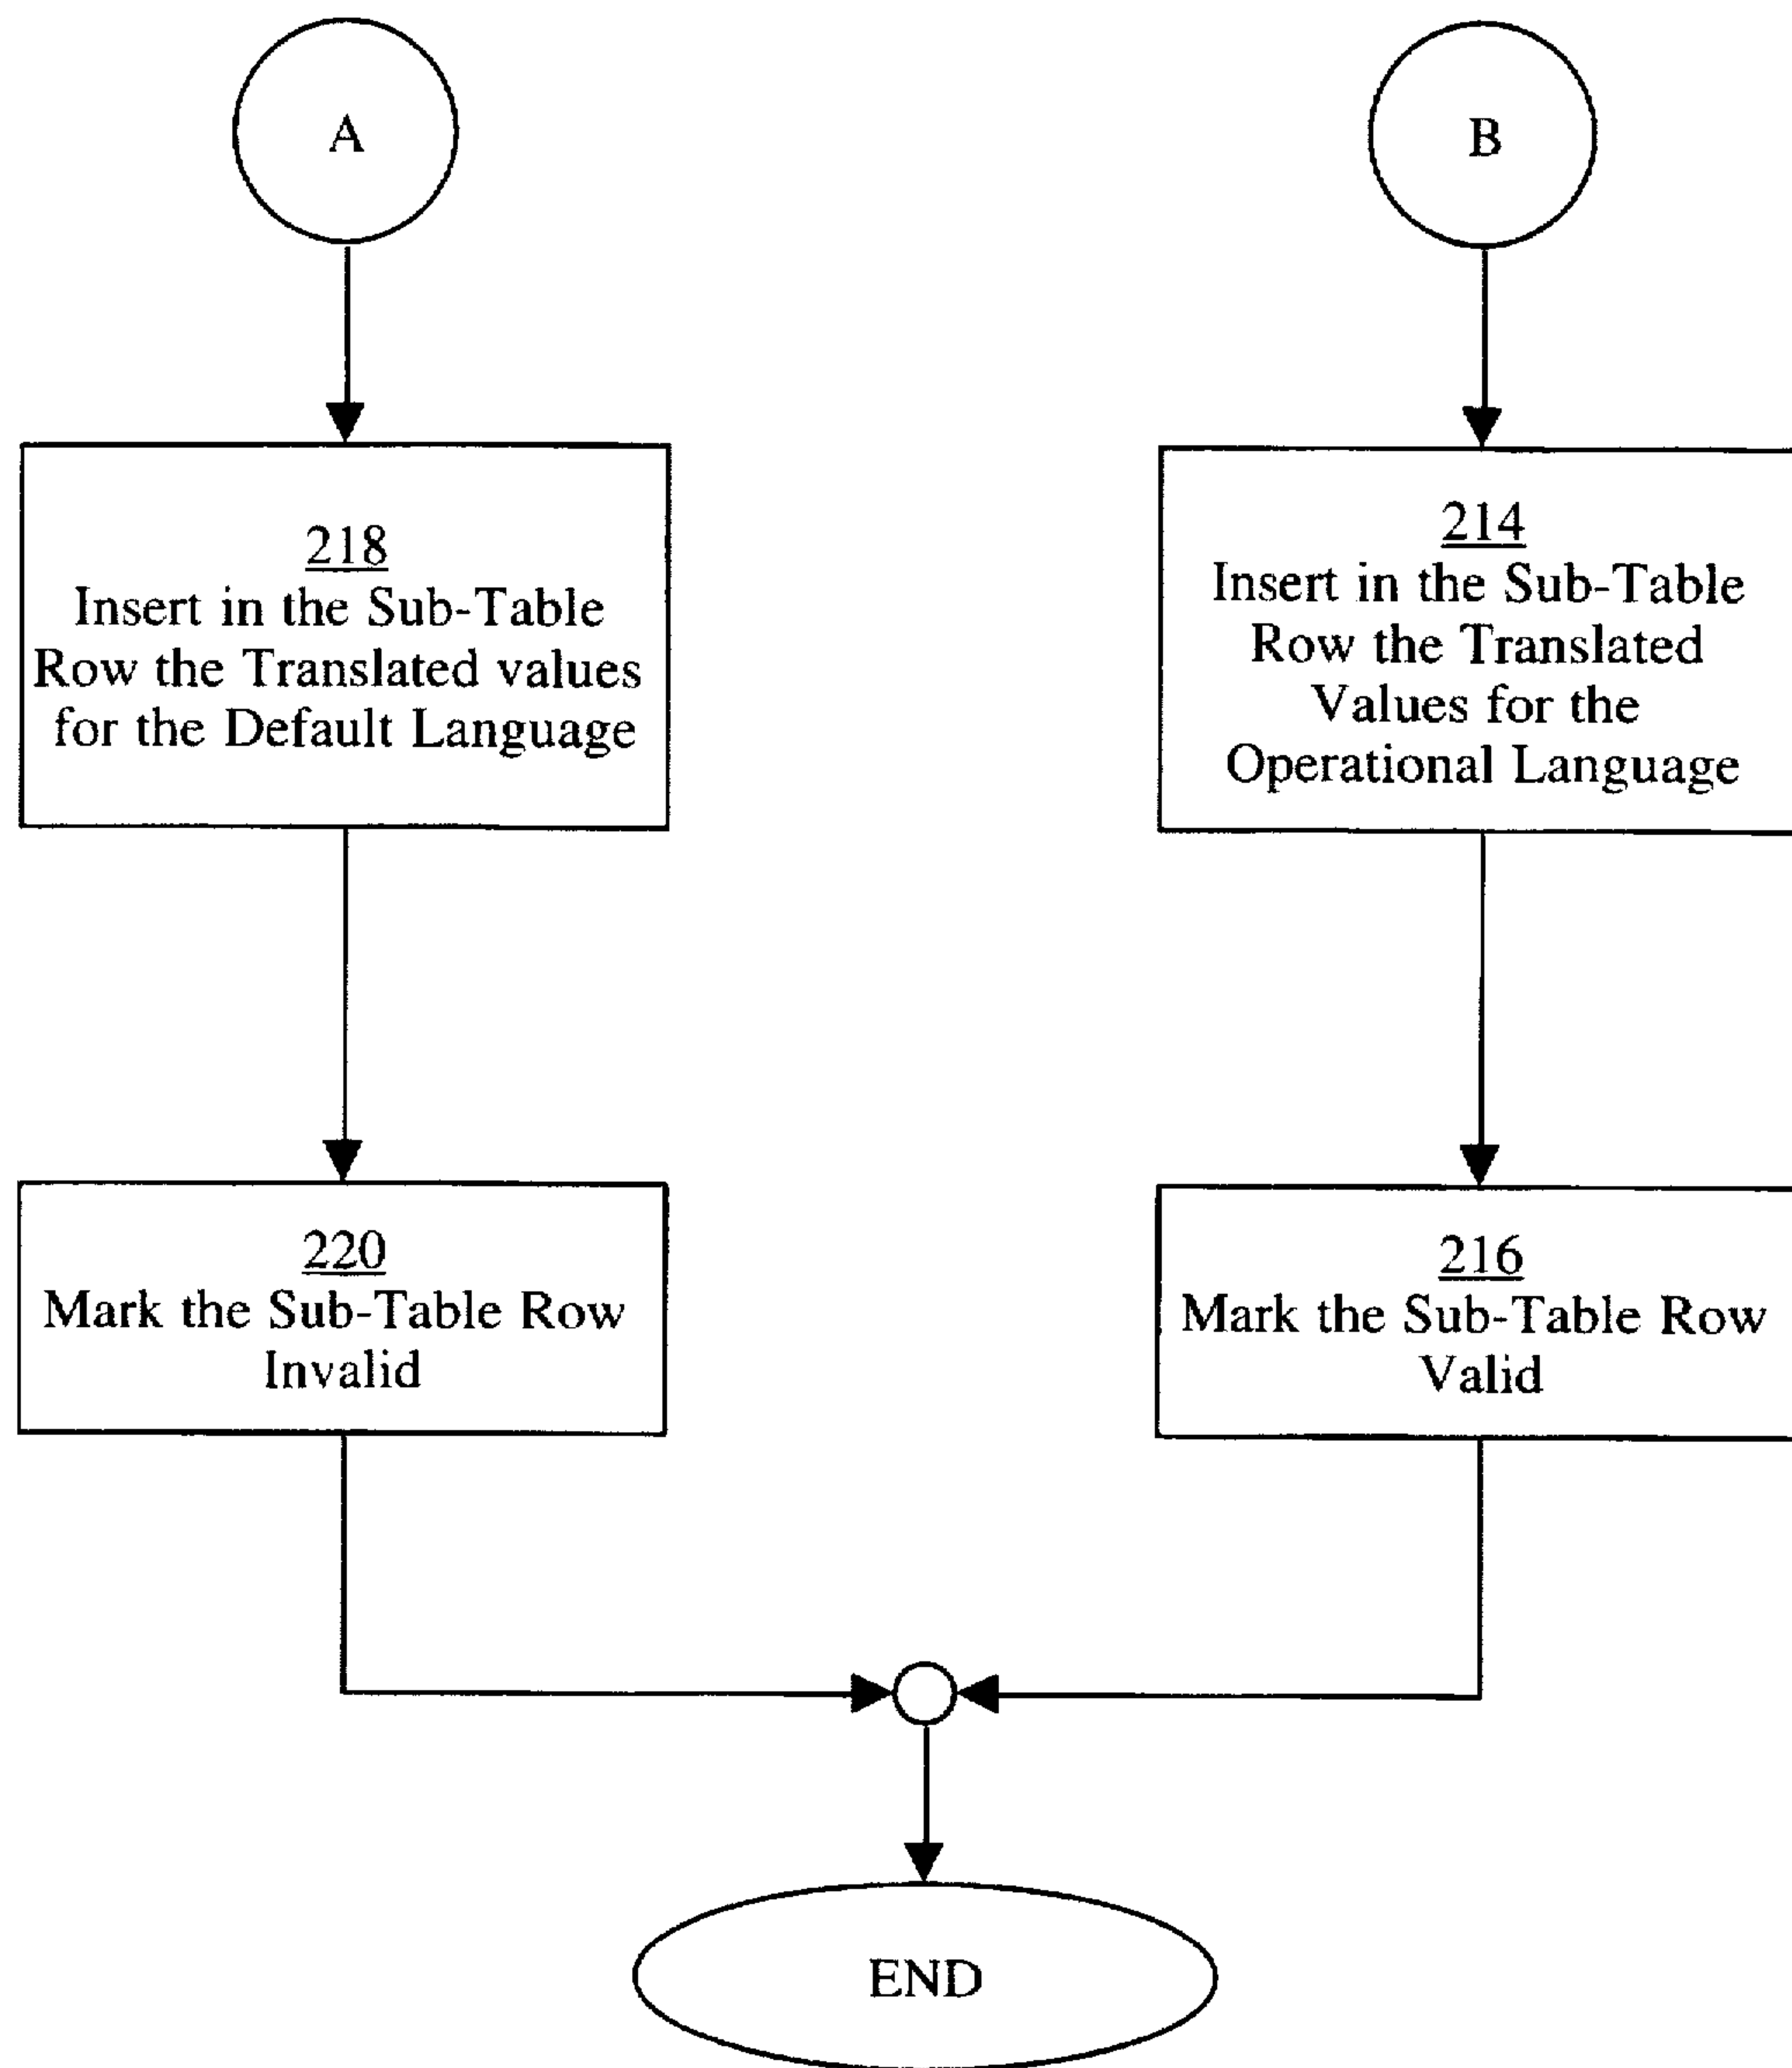 A
B
218
Insert in the Sub-Table
Row the Translated values
for the Default Language
214
Insert in the Sub-Table
Row the Translated
Values for the
Operational Language
220
Mark the Sub-Table Row
Invalid
216
Mark the Sub-Table Row
Valid
END